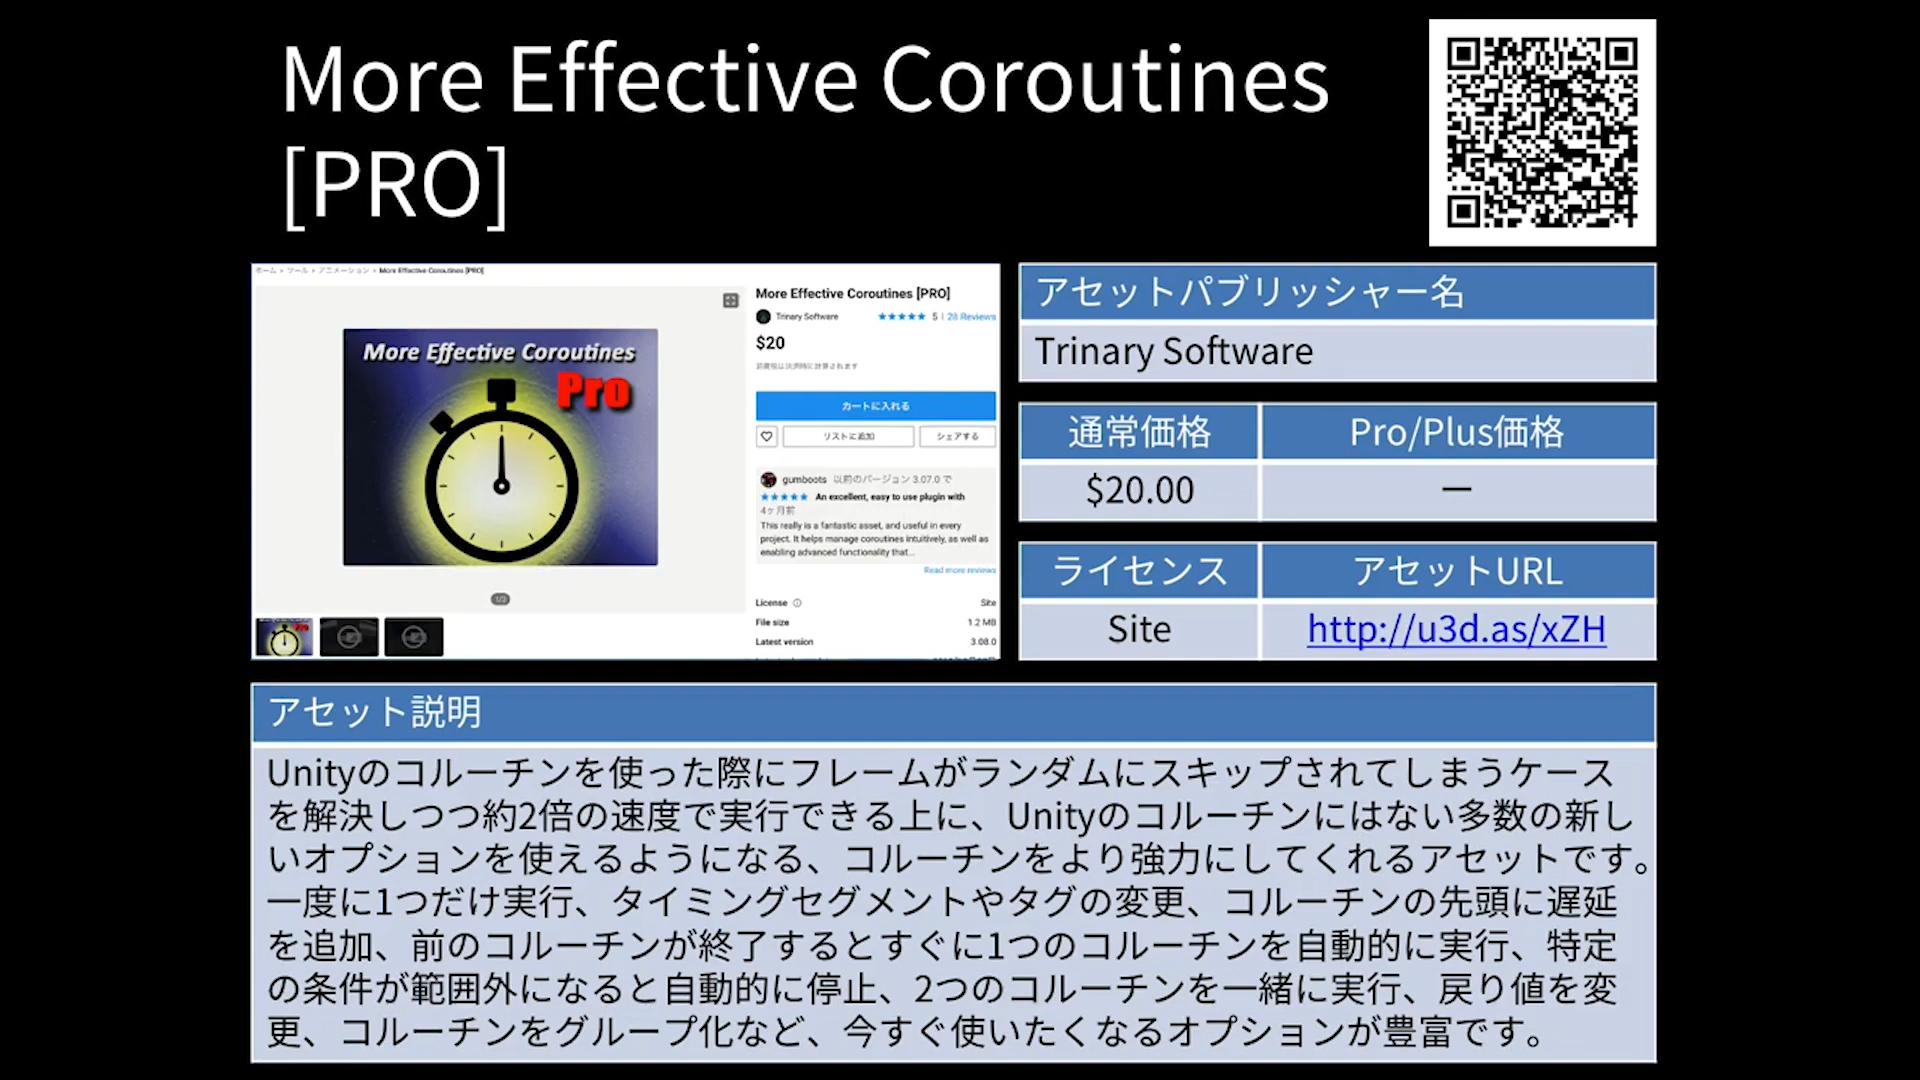 More Effective Coroutines
[PRO]
ホーム > ツール > アニメーション > More Effective Coroutines [PRO]
More Effective Coroutines
Pro
1/3
More Effective Coroutines [PRO]
Trinary Software
5 | 28 Reviews
$20
消費税は決済時に計算されます
カートに入れる
リストに追加
シェアする
gumboots 以前のバージョン 3.07.0 で
An excellent, easy to use plugin with
4ヶ月前
This really is a fantastic asset, and useful in every
project. It helps manage coroutines intuitively, as well as
enabling advanced functionality that...
Read more reviews
License Site
File size 1.2 MB
Latest version 3.08.0
アセットパブリッシャー名
Trinary Software
通常価格 Pro/Plus価格
$20.00 ー
ライセンス アセットURL
Site http://u3d.as/xZH
アセット説明
Unityのコルーチンを使った際にフレームがランダムにスキップされてしまうケース
を解決しつつ約2倍の速度で実行できる上に、Unityのコルーチンにはない多数の新し
いオプションを使えるようになる、コルーチンをより強力にしてくれるアセットです。
一度に1つだけ実行、タイミングセグメントやタグの変更、コルーチンの先頭に遅延
を追加、前のコルーチンが終了するとすぐに1つのコルーチンを自動的に実行、特定
の条件が範囲外になると自動的に停止、2つのコルーチンを一緒に実行、戻り値を変
更、コルーチンをグループ化など、今すぐ使いたくなるオプションが豊富です。